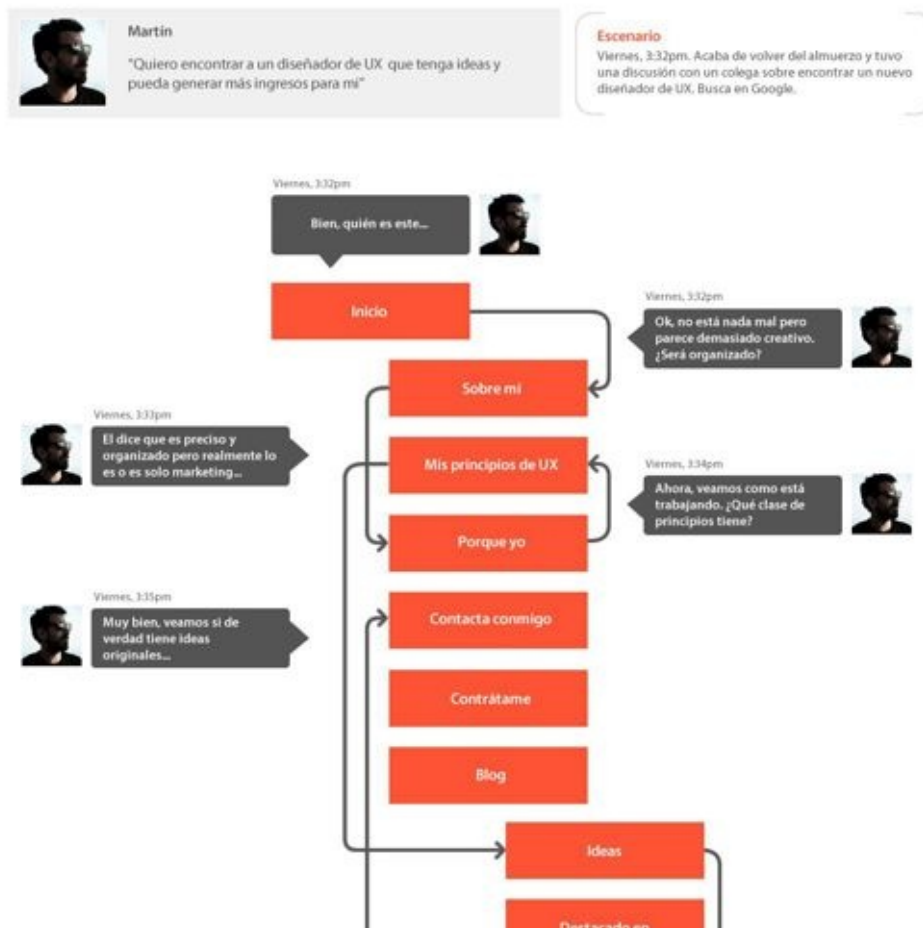 Martín
"Quiero encontrar a un diseñador de UX que tenga ideas y
pueda generar más ingresos para mi"
Escenario
Viernes, 3:32pm. Acaba de volver del almuerzo y tuvo
una discusión con un colega sobre encontrar un nuevo
diseñador de UX. Busca en Google.
Viernes, 3:32pm
Bien, quién es este...
Inicio
Viernes, 3:32pm
Ok, no está nada mal pero
parece demasiado creativo.
¿Será organizado?
Sobre mi
Viernes, 3:33pm
El dice que es preciso y
organizado pero realmente lo
es o es solo marketing...
Mis principios de UX
Viernes, 3:34pm
Ahora, veamos como está
trabajando. ¿Qué clase de
principios tiene?
Porque yo
Viernes, 3:35pm
Muy bien, veamos si de
verdad tiene ideas
originales...
Contacta conmigo
Contrátame
Blog
Ideas
Destacado en